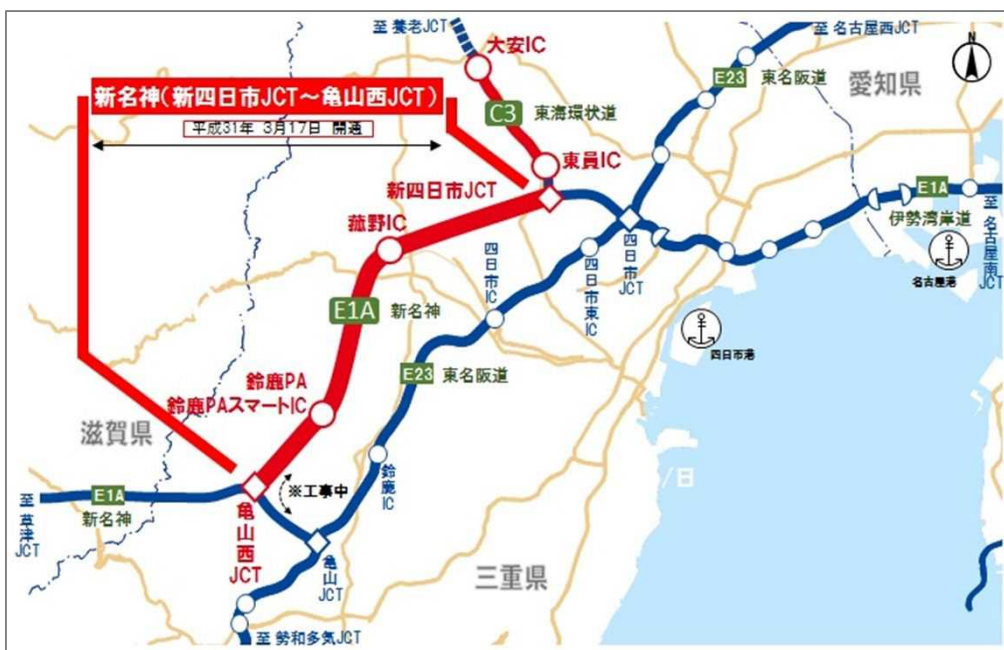 至 養老JCT
至 名古屋西JCT
大安IC
N
E23
東名阪道
愛知県
新名神(新四日市JCT～亀山西JCT)
C3
東海環状道
平成31年 3月17日 開通
東員IC
新四日市JCT
E1A
伊勢湾岸道
至 名古屋南JCT
菰野IC
四日市JCT
四日市東IC
四日市IC
名古屋港
E1A
新名神
四日市港
E23
東名阪道
鈴鹿PA
鈴鹿PAスマートIC
滋賀県
/日
鈴鹿IC
※工事中
E1A
新名神
至 草津JCT
亀山西JCT
亀山JCT
三重県
至 勢和多気JCT